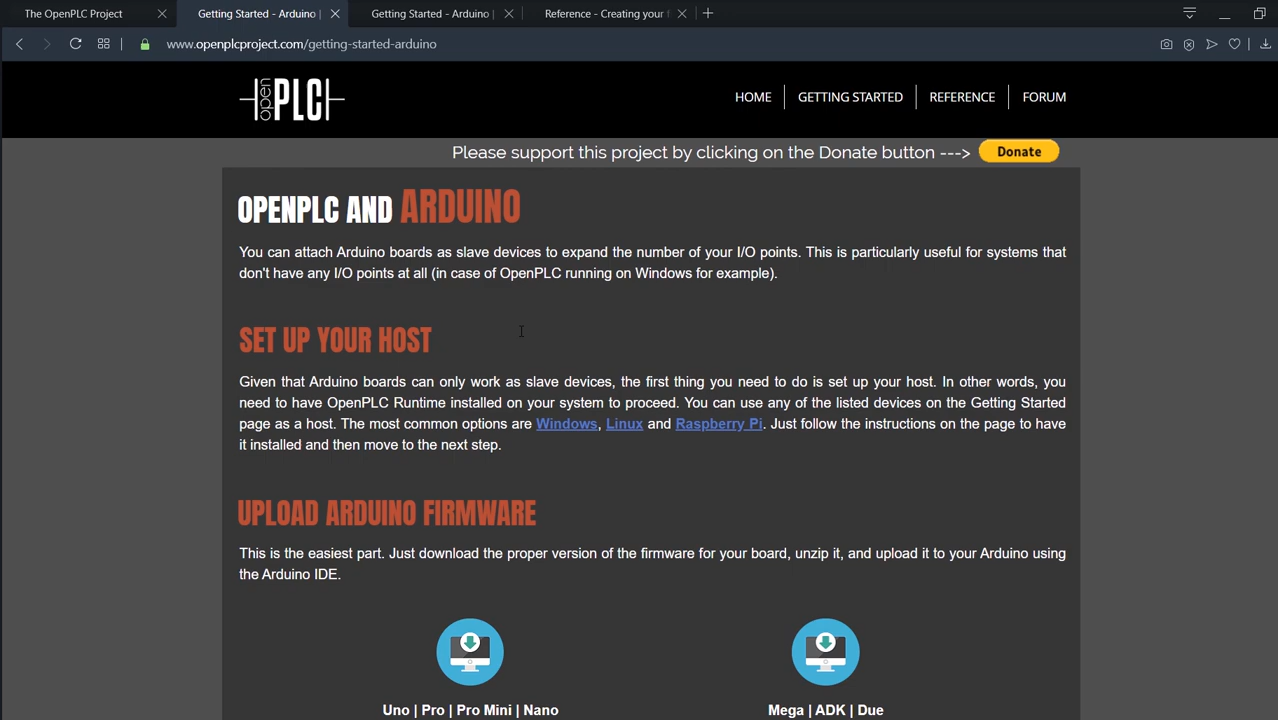 The OpenPLC Project
Getting Started - Arduino |
Getting Started - Arduino |
Reference - Creating your f
www.openplcproject.com/getting-started-arduino
open PLC
HOME
GETTING STARTED
REFERENCE
FORUM
Please support this project by clicking on the Donate button --->
Donate
OPENPLC AND ARDUINO
You can attach Arduino boards as slave devices to expand the number of your I/O points. This is particularly useful for systems that
don't have any I/O points at all (in case of OpenPLC running on Windows for example).
SET UP YOUR HOST
Given that Arduino boards can only work as slave devices, the first thing you need to do is set up your host. In other words, you
need to have OpenPLC Runtime installed on your system to proceed. You can use any of the listed devices on the Getting Started
page as a host. The most common options are Windows, Linux and Raspberry Pi. Just follow the instructions on the page to have
it installed and then move to the next step.
UPLOAD ARDUINO FIRMWARE
This is the easiest part. Just download the proper version of the firmware for your board, unzip it, and upload it to your Arduino using
the Arduino IDE.
Uno | Pro | Pro Mini | Nano
Mega | ADK | Due